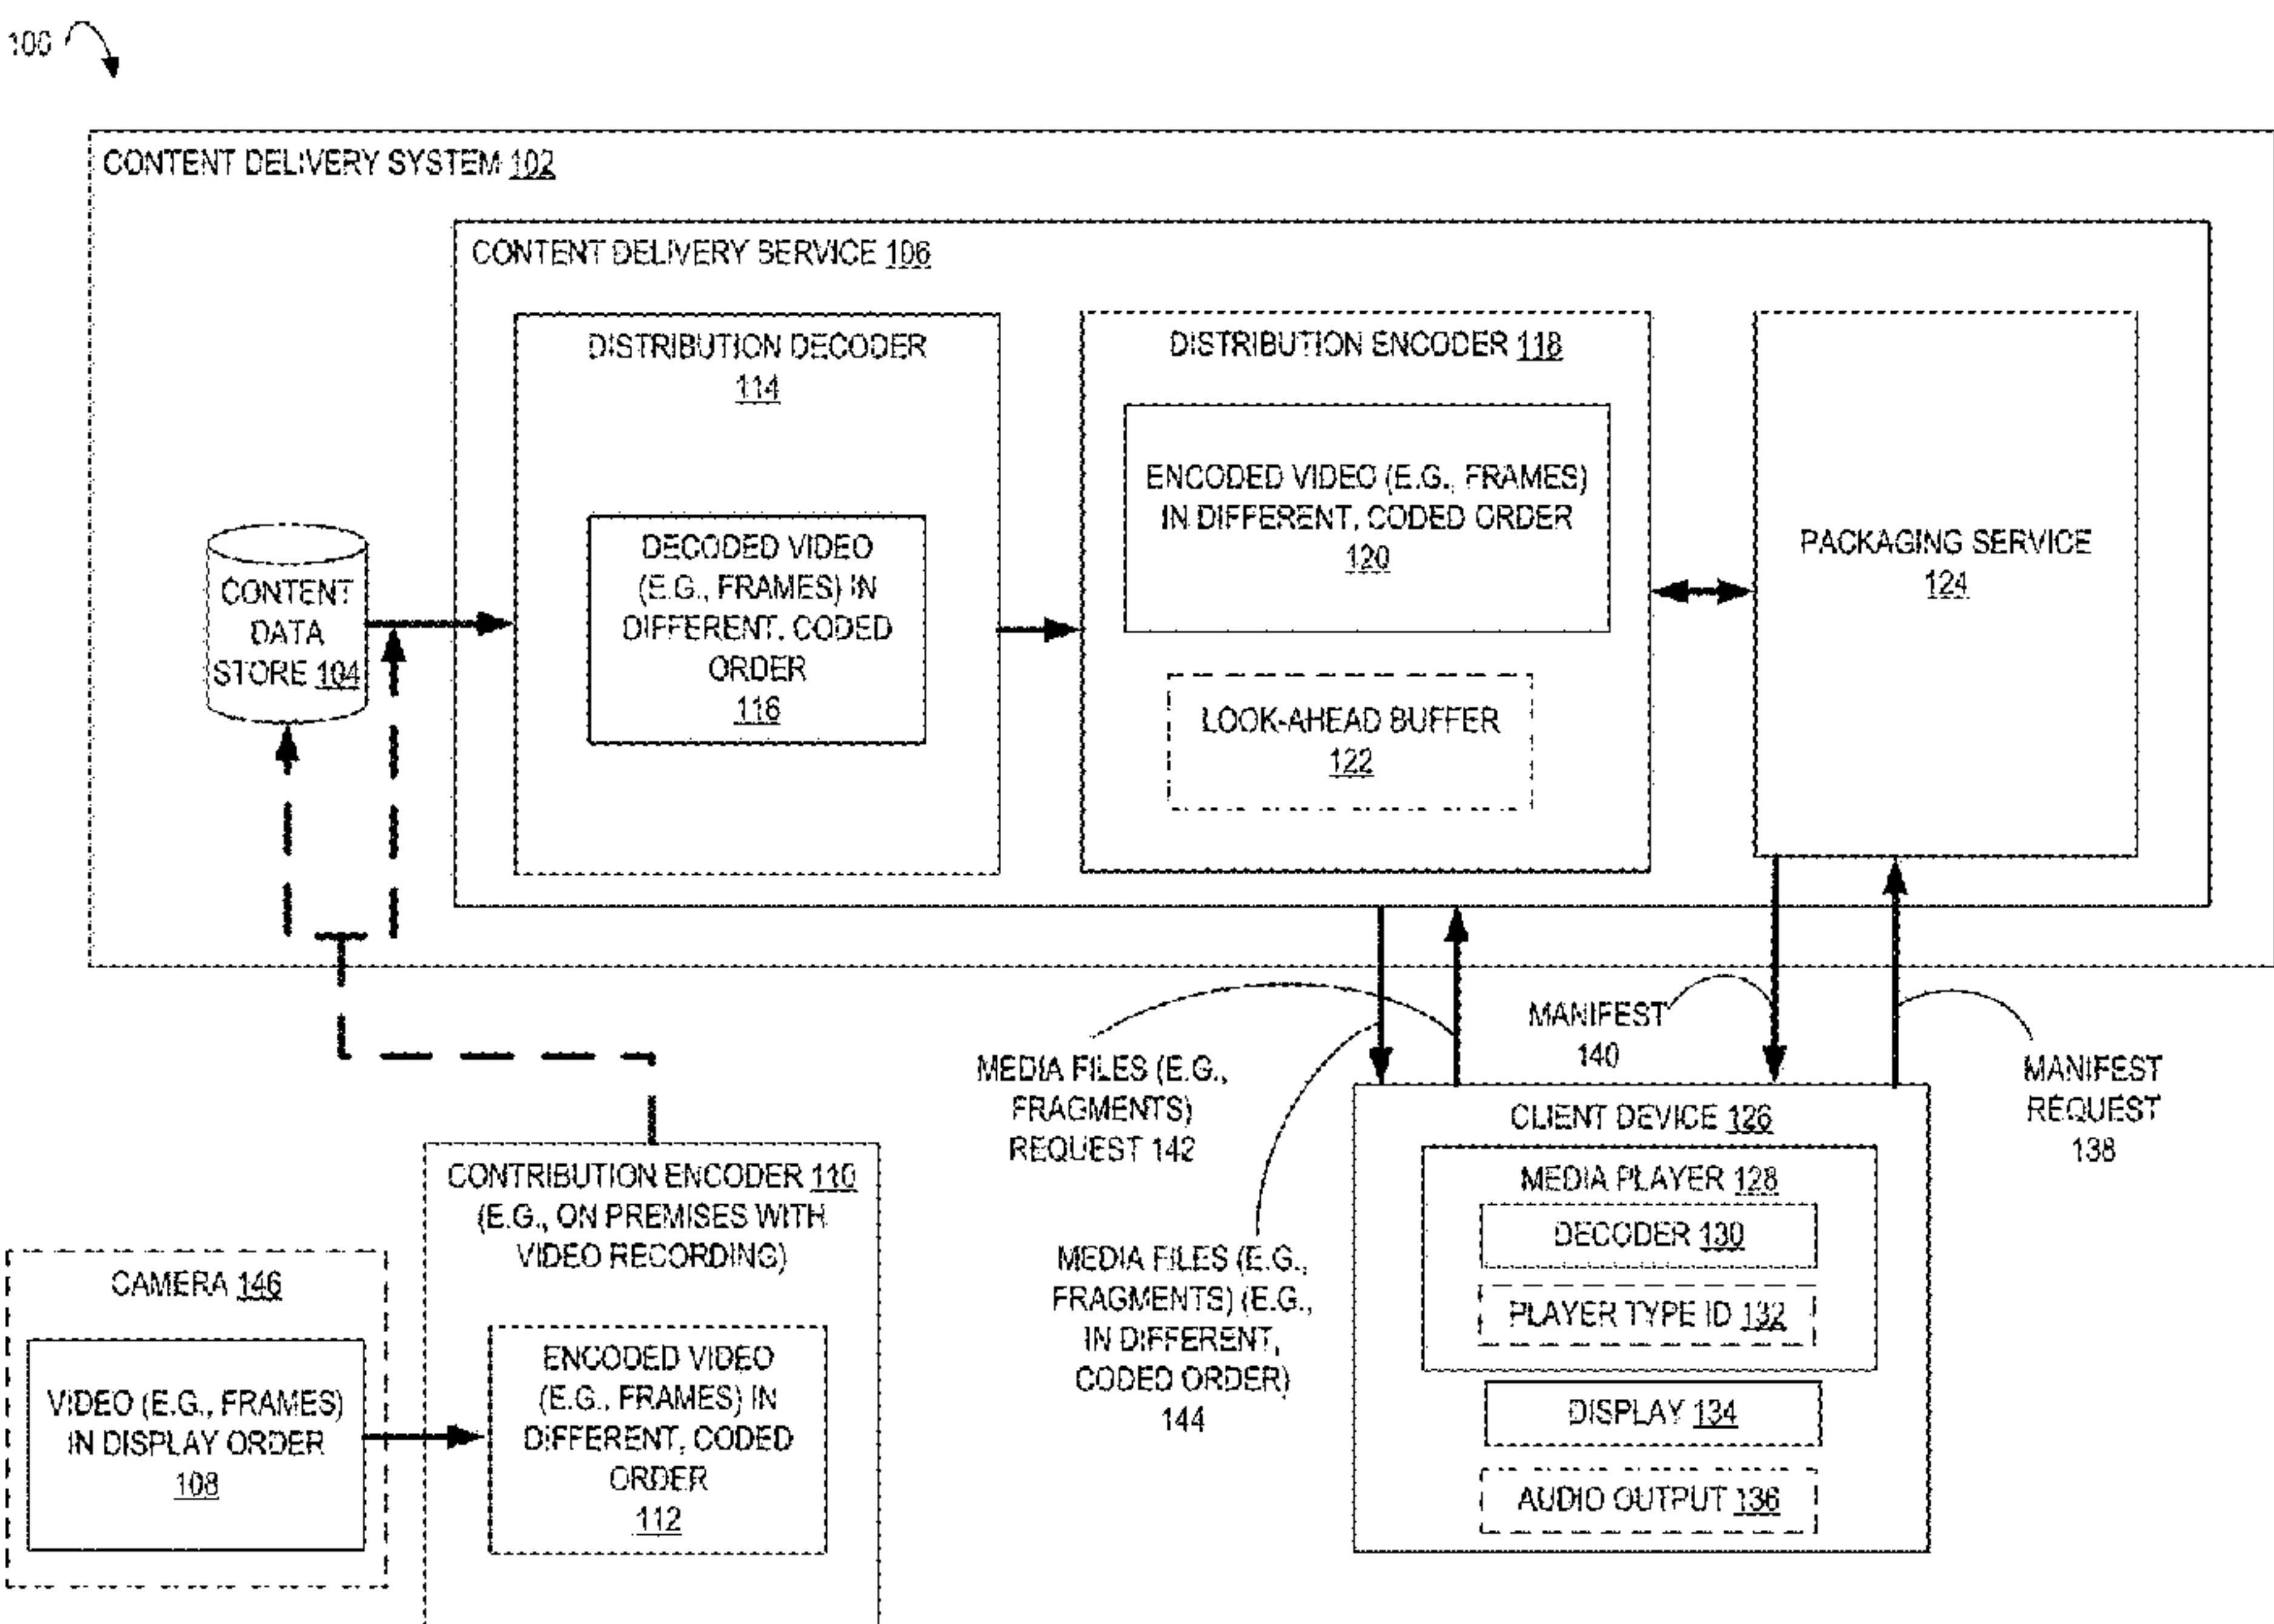 100
CONTENT DELIVERY SYSTEM 102
CONTENT DELIVERY SERVICE 106
DISTRIBUTION DECODER
114
DECODED VIDEO
(E.G., FRAMES) IN
DIFFERENT, CODED
ORDER
116
DISTRIBUTION ENCODER 118
ENCODED VIDEO (E.G., FRAMES)
IN DIFFERENT, CODED ORDER
120
LOOK-AHEAD BUFFER
122
PACKAGING SERVICE
124
CONTENT
DATA
STORE 104
MEDIA FILES (E.G.,
FRAGMENTS)
REQUEST 142
MANIFEST
140
MANIFEST
REQUEST
138
MEDIA FILES (E.G.,
FRAGMENTS) (E.G.,
IN DIFFERENT,
CODED ORDER)
144
CLIENT DEVICE 126
MEDIA PLAYER 128
DECODER 130
PLAYER TYPE ID 132
DISPLAY 134
AUDIO OUTPUT 136
CONTRIBUTION ENCODER 110
(E.G., ON PREMISES WITH
VIDEO RECORDING)
ENCODED VIDEO
(E.G., FRAMES) IN
DIFFERENT, CODED
ORDER
112
CAMERA 146
VIDEO (E.G., FRAMES)
IN DISPLAY ORDER
108